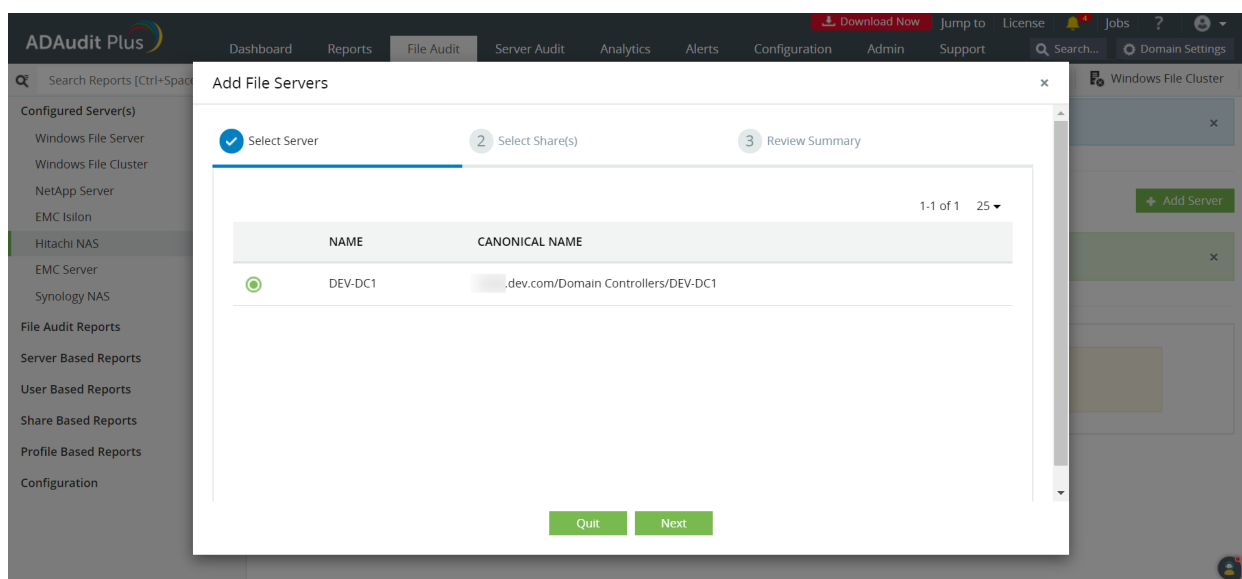 Download Now Jump to License 4 Jobs ?
ADAudit Plus
Dashboard Reports File Audit Server Audit Analytics Alerts Configuration Admin Support Search... Domain Settings
Search Reports [Ctrl+Space
Add File Servers
×
Windows File Cluster
Configured Server(s)
Windows File Server
Windows File Cluster
NetApp Server
EMC Isilon
Hitachi NAS
EMC Server
Synology NAS
File Audit Reports
Server Based Reports
User Based Reports
Share Based Reports
Profile Based Reports
Configuration
Select Server
2 Select Share(s)
3 Review Summary
×
1-1 of 1 25
Add Server
NAME CANONICAL NAME
×
DEV-DC1 .dev.com/Domain Controllers/DEV-DC1
Quit Next